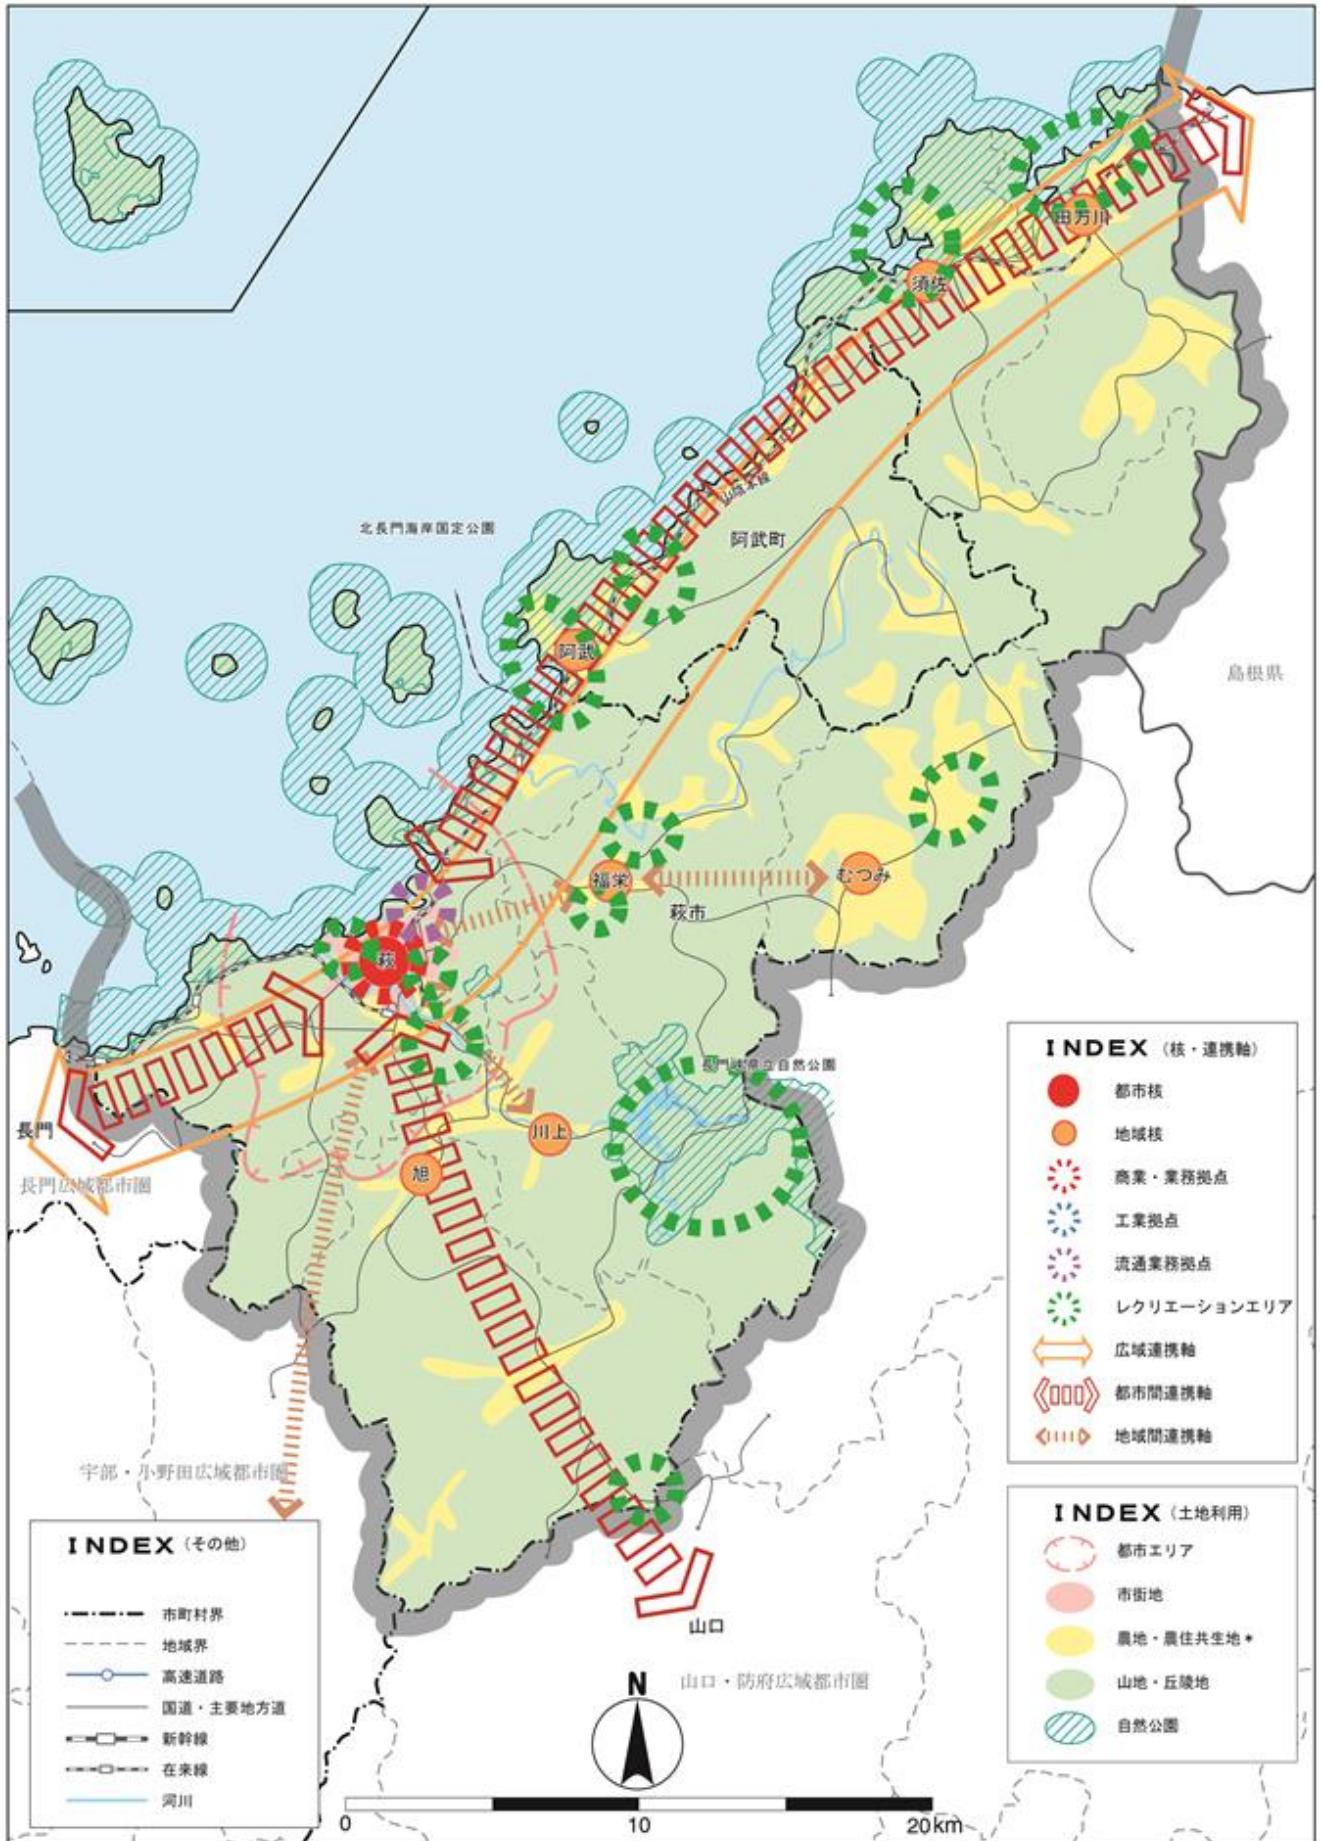 田万川
須佐
山陰本線
北長門海岸国定公園
阿武町
阿武
島根県
福栄
むつみ
萩市
萩
長門峡県立自然公園
長門
川上
旭
長門広域都市圏
宇部・小野田広域都市圏
山口
山口・防府広域都市圏
INDEX（核・連携軸）
都市核
地域核
商業・業務拠点
工業拠点
流通業務拠点
レクリエーションエリア
広域連携軸
都市間連携軸
地域間連携軸
INDEX（土地利用）
都市エリア
市街地
農地・農住共生地*
山地・丘陵地
自然公園
INDEX（その他）
市町村界
地域界
高速道路
国道・主要地方道
新幹線
在来線
河川
N
0 10 20km